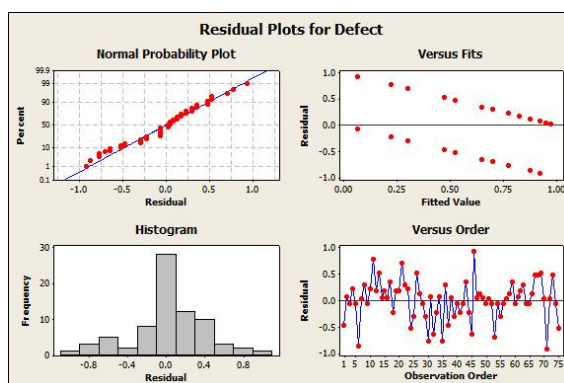 Residual Plots for Defect
Normal Probability Plot
Versus Fits
99.9
99
90
50
10
1
0.1
Percent
-1.0
-0.5
0.0
0.5
1.0
Residual
1.0
0.5
0.0
-0.5
-1.0
Residual
0.00
0.25
0.50
0.75
1.00
Fitted Value
Histogram
Versus Order
30
20
10
0
Frequency
-0.8
-0.4
0.0
0.4
0.8
Residual
1.0
0.5
0.0
-0.5
-1.0
Residual
1 5 10 15 20 25 30 35 40 45 50 55 60 65 70 75
Observation Order